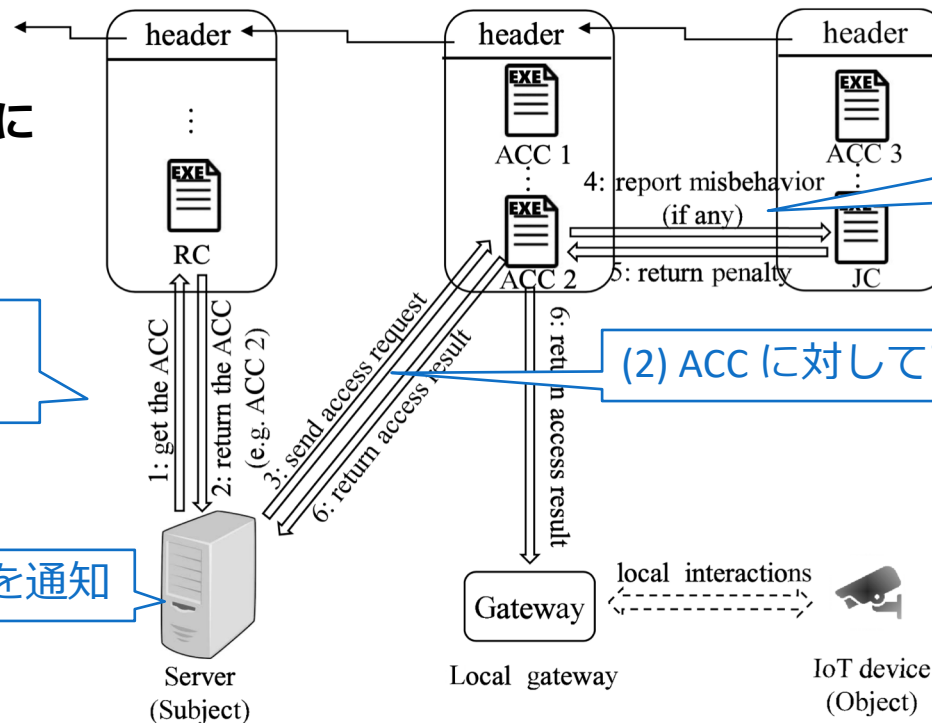 header
header
header
に
⋮
EXE
RC
EXE
ACC 1
⋮
EXE
ACC 2
EXE
ACC 3
⋮
JC
4: report misbehavior
(if any)
5: return penalty
1: get the ACC
2: return the ACC
(e.g. ACC 2)
3: send access request
6: return access result
6: return access result
(2) ACC に対して
を通知
local interactions
Gateway
Server
(Subject)
Local gateway
IoT device
(Object)